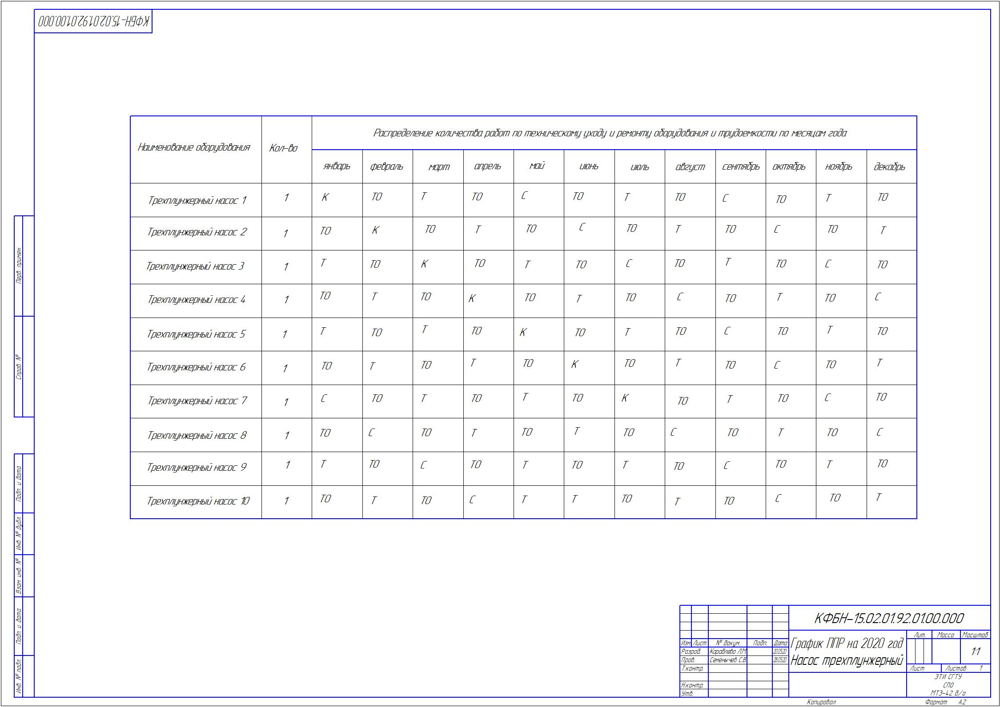 КФБН-15.02.01.92.01.00.000
Наименование оборудования Кол-во Распределение количества работ по техническому уходу и ремонту оборудования и трудоемкости по месяцам года
январь февраль март апрель май июнь июль август сентябрь октябрь ноябрь декабрь
Трехплунжерный насос 1 1 К ТО Т ТО С ТО Т ТО С ТО Т ТО
Трехплунжерный насос 2 1 ТО К ТО Т ТО С ТО Т ТО С ТО Т
Трехплунжерный насос 3 1 Т ТО К ТО Т ТО С ТО Т ТО С ТО
Трехплунжерный насос 4 1 ТО Т ТО К ТО Т ТО С ТО Т ТО С
Трехплунжерный насос 5 1 Т ТО Т ТО К ТО Т ТО С ТО Т ТО
Трехплунжерный насос 6 1 ТО Т ТО Т ТО К ТО Т ТО С ТО Т
Трехплунжерный насос 7 1 С ТО Т ТО Т ТО К ТО Т ТО С ТО
Трехплунжерный насос 8 1 ТО С ТО Т ТО Т ТО С ТО Т ТО С
Трехплунжерный насос 9 1 Т ТО С ТО Т ТО Т ТО С ТО Т ТО
Трехплунжерный насос 10 1 ТО Т ТО С Т Т ТО Т ТО С ТО Т
Перв. примен.
Справ. №
Подп. и дата
Инв. № дубл.
Взам. инв. №
Подп. и дата
Инв. № подл.
КФБН-15.02.01.92.01.00.000
Изм. Лист № докум. Подп. Дата
Разраб. Кораблева Л.М. 20.05.20
Пров. Семёнычев С.В. 28.05.20
Т.контр.
Н.контр.
Утв.
График ППР на 2020 год
Насос трехплунжерный
Лит. Масса Масштаб
1:1
Лист Листов 1
ЭТИ СГТУ
СПО
МТЭ-42 д/о
Копировал Формат А2